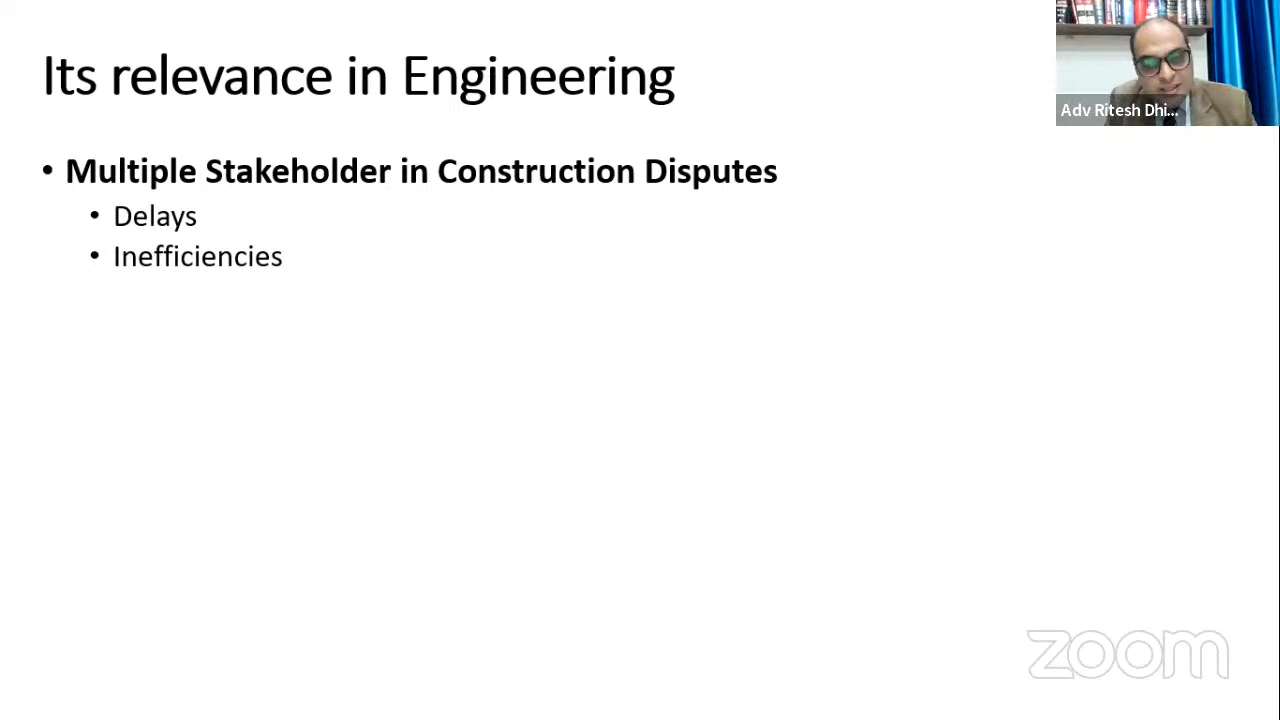 Its relevance in Engineering
Adv Ritesh Dhi...
• Multiple Stakeholder in Construction Disputes
• Delays
• Inefficiencies
zoom